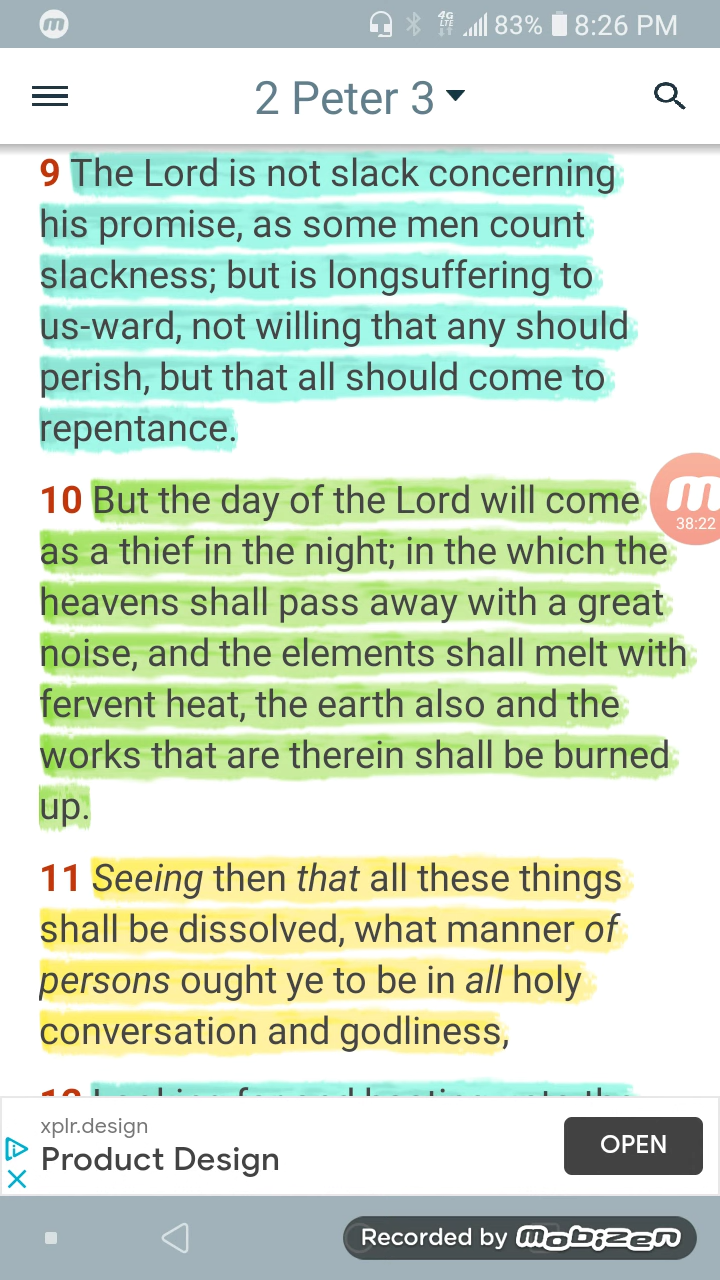 4G
LTE
83%
8:26 PM
2 Peter 3
9 The Lord is not slack concerning
his promise, as some men count
slackness; but is longsuffering to
us-ward, not willing that any should
perish, but that all should come to
repentance.
10 But the day of the Lord will come
as a thief in the night; in the which the
heavens shall pass away with a great
noise, and the elements shall melt with
fervent heat, the earth also and the
works that are therein shall be burned
up.
38:22
11 Seeing then that all these things
shall be dissolved, what manner of
persons ought ye to be in all holy
conversation and godliness,
xplr.design
Product Design
OPEN
Recorded by mobizen